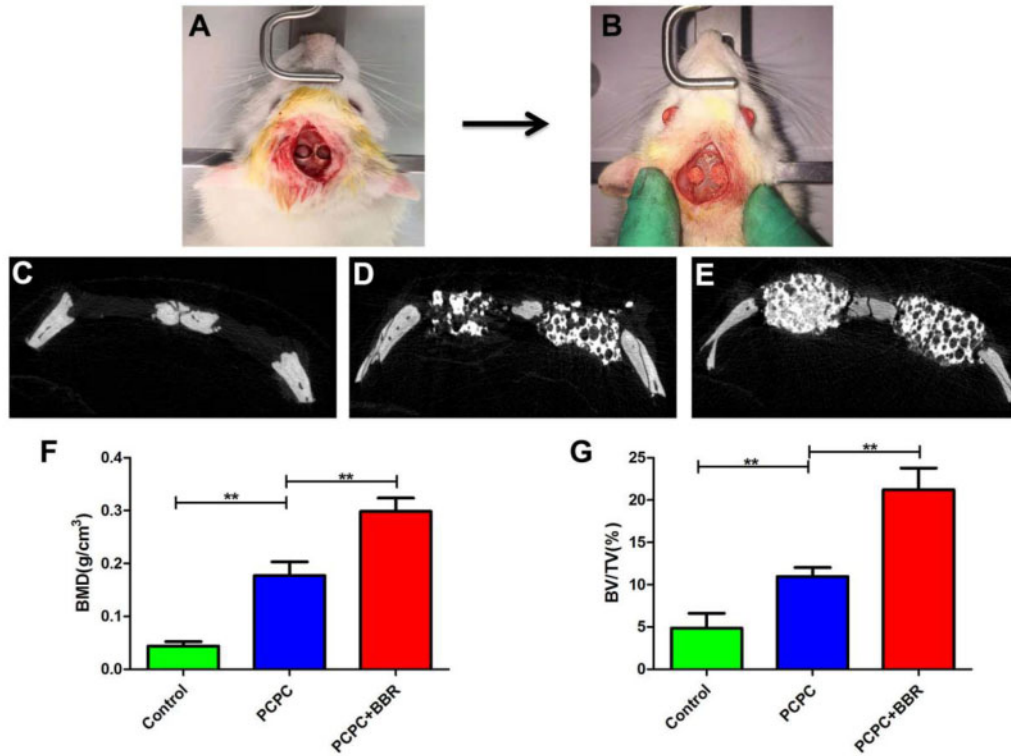 A
B
C
D
E
F
0.4
0.3
0.2
0.1
0.0
BMD(g/cm³)
**
**
Control
PCPC
PCPC+BBR
G
25
20
15
10
5
0
BV/TV(%)
**
**
Control
PCPC
PCPC+BBR